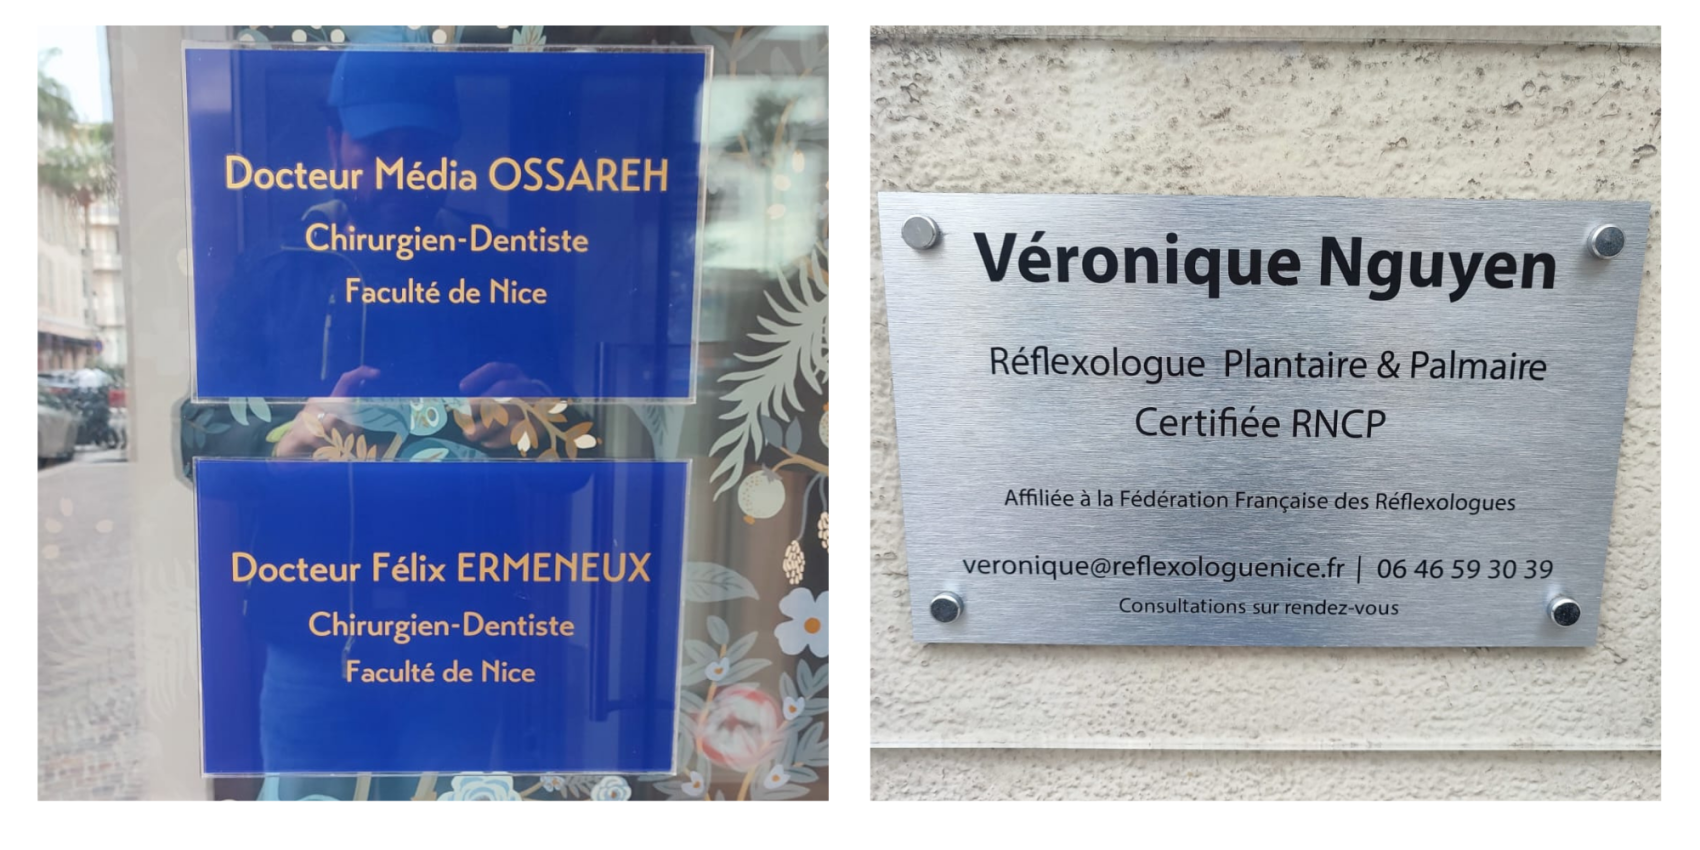 Docteur Média OSSAREH
Chirurgien-Dentiste
Faculté de Nice
Docteur Félix ERMENEUX
Chirurgien-Dentiste
Faculté de Nice
Véronique Nguyen
Réflexologue Plantaire & Palmaire
Certifiée RNCP
Affiliée à la Fédération Française des Réflexologues
veronique@reflexologuenice.fr | 06 46 59 30 39
Consultations sur rendez-vous